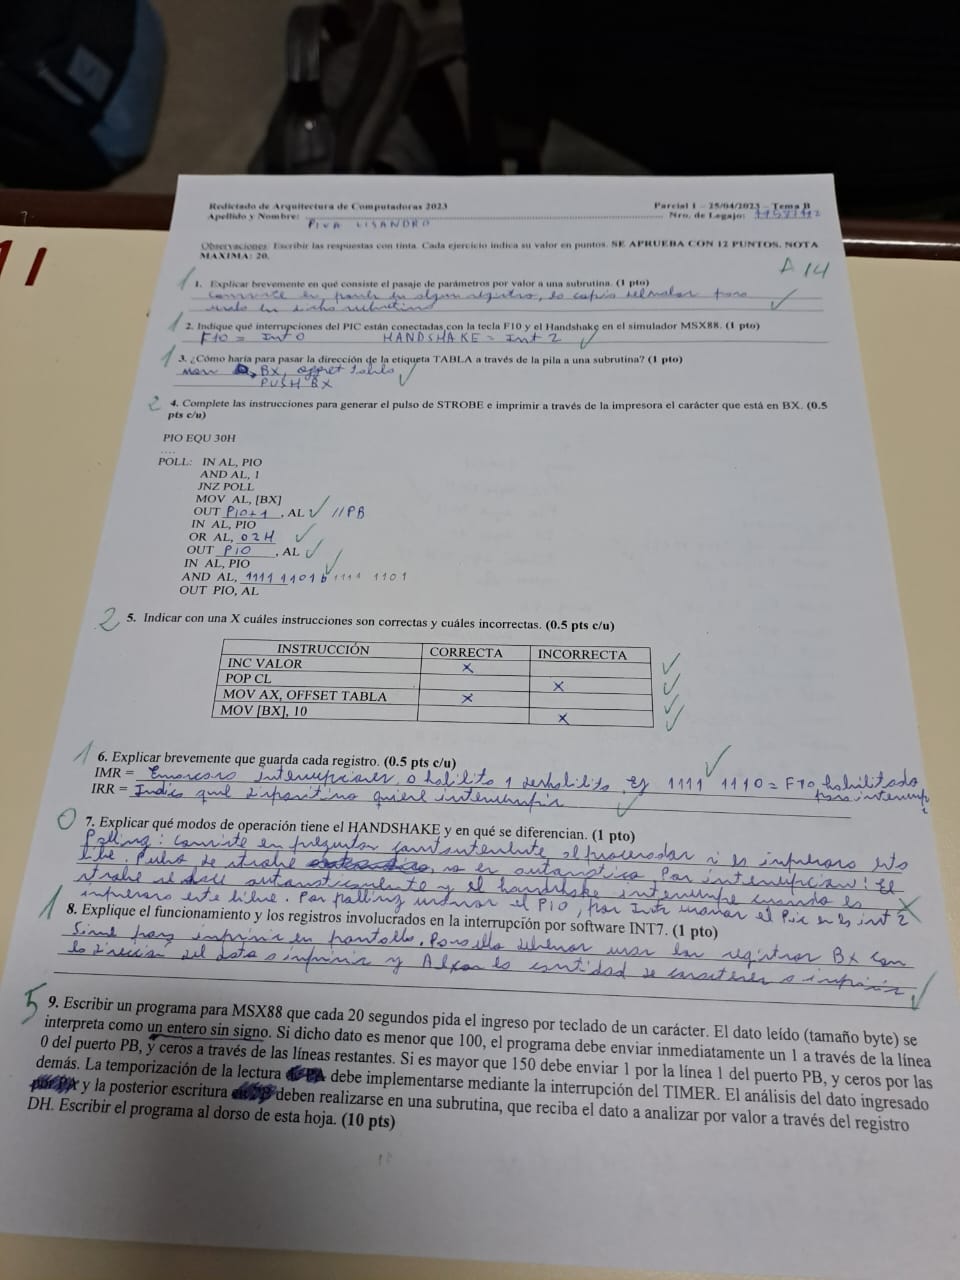 Redictado de Arquitectura de Computadoras 2023 Parcial 1 – 25/04/2023 – Tema B
Apellido y Nombre: PIVA LISANDRO Nro. de Legajo:
Observaciones: Escribir las respuestas con tinta. Cada ejercicio indica su valor en puntos. SE APRUEBA CON 12 PUNTOS. NOTA
MAXIMA: 20.
A 14
1 1. Explicar brevemente en qué consiste el pasaje de parámetros por valor a una subrutina. (1 pto)
consiste en en algun registro, la copia del valor para
en dicha subrutina
1 2. Indique qué interrupciones del PIC están conectadas con la tecla F10 y el Handshake en el simulador MSX88. (1 pto)
F10 = Int 0 HANDSHAKE = Int 2
1 3. ¿Cómo haría para pasar la dirección de la etiqueta TABLA a través de la pila a una subrutina? (1 pto)
mov BX, offset tabla
PUSH BX
2 4. Complete las instrucciones para generar el pulso de STROBE e imprimir a través de la impresora el carácter que está en BX. (0.5
pts c/u)
PIO EQU 30H
....
POLL: IN AL, PIO
AND AL, 1
JNZ POLL
MOV AL, [BX]
OUT PIO+1 , AL //PB
IN AL, PIO
OR AL, 02H
OUT PIO , AL
IN AL, PIO
AND AL, 1111 1101 b 1111 1101
OUT PIO, AL
2 5. Indicar con una X cuáles instrucciones son correctas y cuáles incorrectas. (0.5 pts c/u)
INSTRUCCIÓN CORRECTA INCORRECTA
INC VALOR X
POP CL X
MOV AX, OFFSET TABLA X
MOV [BX], 10 X
1 6. Explicar brevemente que guarda cada registro. (0.5 pts c/u)
IMR = Enmascara interrupciones, 0 habilita 1 deshabilita. Ej 1111 1110 = F10 habilitado
para interrump
IRR = Indica qué dispositivo quiere interrumpir
0 7. Explicar qué modos de operación tiene el HANDSHAKE y en qué se diferencian. (1 pto)
Polling: consiste en preguntar constantemente al procesador si la impresora esta
libre. Pulso de strobe no es automatico. Por interrupcion: El
strobe se hace automaticamente y el handshake interrumpe cuando la
impresora este libre. Por polling usamos el PIO, por Intr usamos el Pic en la int 2
1 8. Explique el funcionamiento y los registros involucrados en la interrupción por software INT7. (1 pto)
Sirve para imprimir en pantalla. Para ello debemos usar los registros Bx con
la direccion del dato a imprimir y Al con la cantidad de caracteres a imprimir
5 9. Escribir un programa para MSX88 que cada 20 segundos pida el ingreso por teclado de un carácter. El dato leído (tamaño byte) se
interpreta como un entero sin signo. Si dicho dato es menor que 100, el programa debe enviar inmediatamente un 1 a través de la línea
0 del puerto PB, y ceros a través de las líneas restantes. Si es mayor que 150 debe enviar 1 por la línea 1 del puerto PB, y ceros por las
demás. La temporización de la lectura debe implementarse mediante la interrupción del TIMER. El análisis del dato ingresado
y la posterior escritura deben realizarse en una subrutina, que reciba el dato a analizar por valor a través del registro
DH. Escribir el programa al dorso de esta hoja. (10 pts)